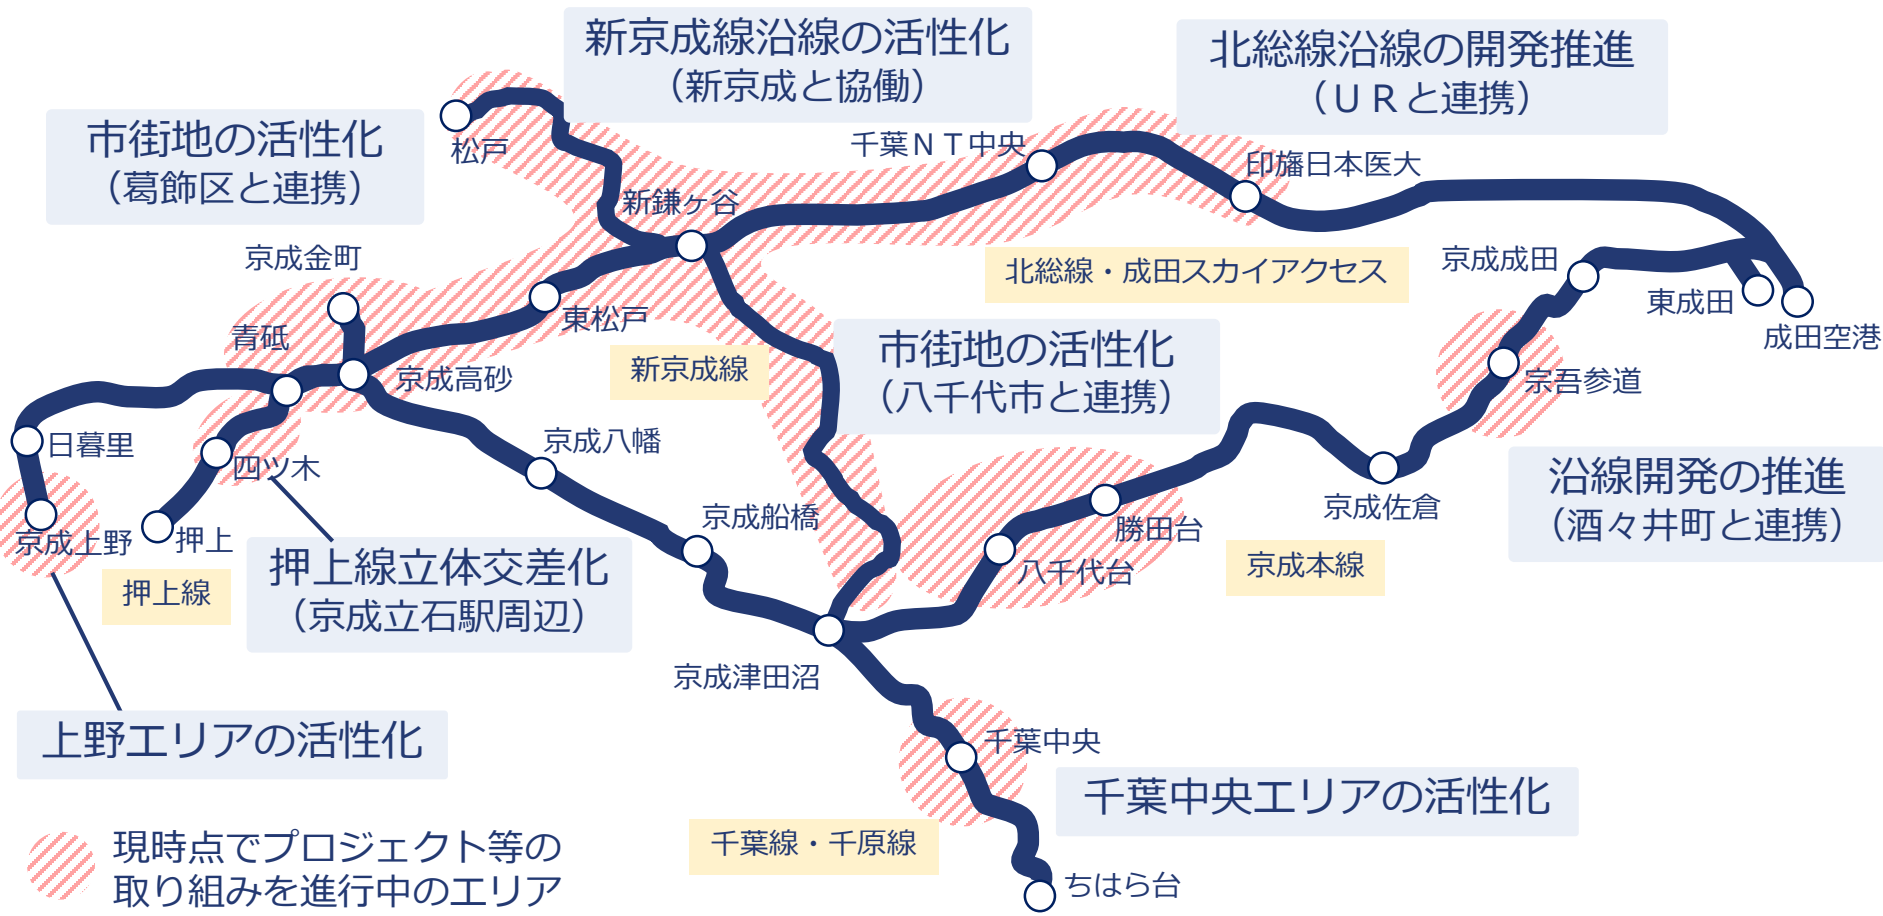 新京成線沿線の活性化
（新京成と協働）
北総線沿線の開発推進
（ＵＲと連携）
市街地の活性化
（葛飾区と連携）
松戸
千葉ＮＴ中央
印旛日本医大
新鎌ヶ谷
京成金町
北総線・成田スカイアクセス
京成成田
東成田
成田空港
青砥
東松戸
新京成線
京成高砂
市街地の活性化
（八千代市と連携）
宗吾参道
日暮里
四ツ木
京成八幡
京成上野
押上
京成船橋
勝田台
京成佐倉
沿線開発の推進
（酒々井町と連携）
押上線
押上線立体交差化
（京成立石駅周辺）
八千代台
京成本線
京成津田沼
上野エリアの活性化
千葉中央
千葉中央エリアの活性化
千葉線・千原線
ちはら台
現時点でプロジェクト等の
取り組みを進行中のエリア